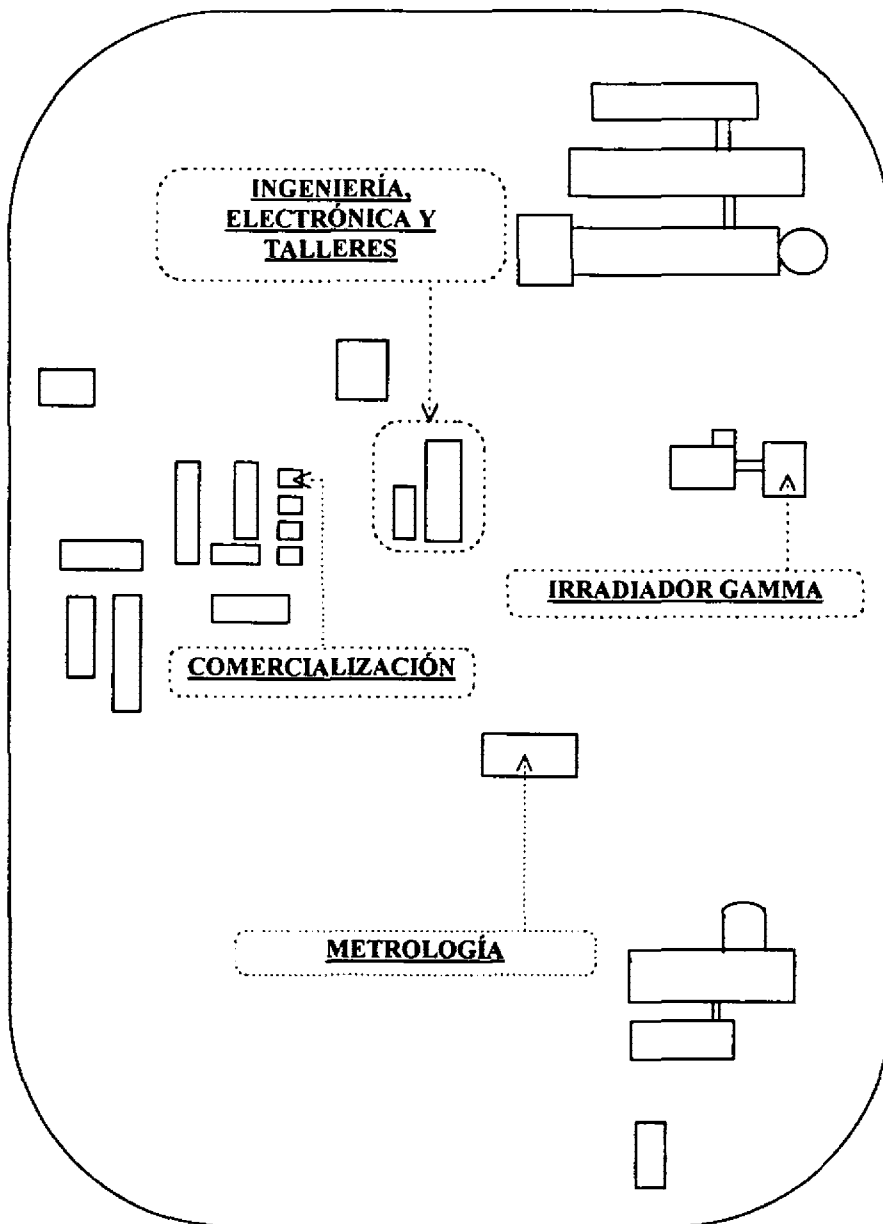 INGENIERÍA,
ELECTRÓNICA Y
TALLERES
IRRADIADOR GAMMA
COMERCIALIZACIÓN
METROLOGÍA